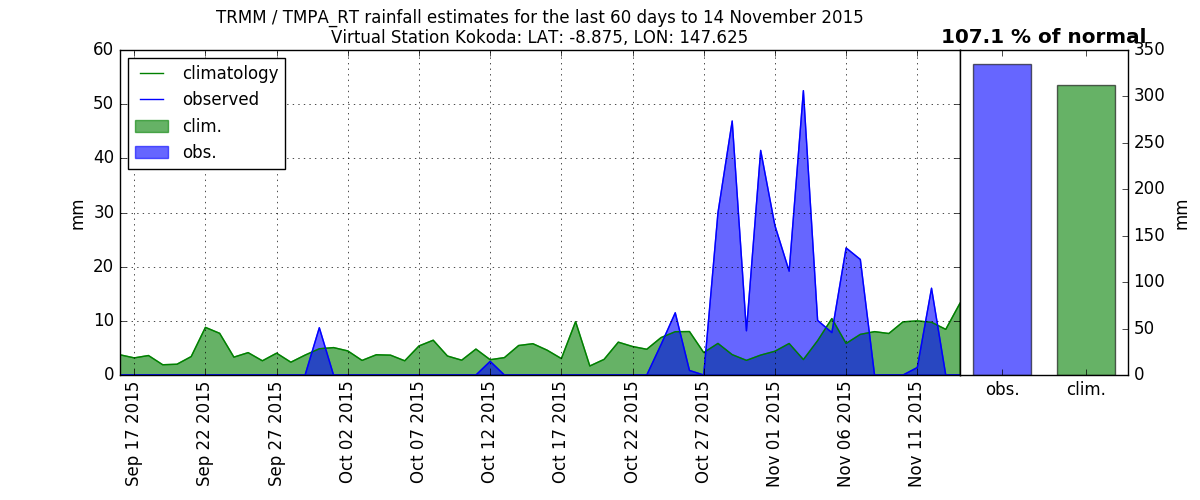 TRMM / TMPA_RT rainfall estimates for the last 60 days to 14 November 2015
Virtual Station Kokoda: LAT: -8.875, LON: 147.625
107.1 % of normal
climatology
observed
clim.
obs.
mm
60
50
40
30
20
10
0
Sep 17 2015
Sep 22 2015
Sep 27 2015
Oct 02 2015
Oct 07 2015
Oct 12 2015
Oct 17 2015
Oct 22 2015
Oct 27 2015
Nov 01 2015
Nov 06 2015
Nov 11 2015
350
300
250
200
150
100
50
0
mm
obs.
clim.